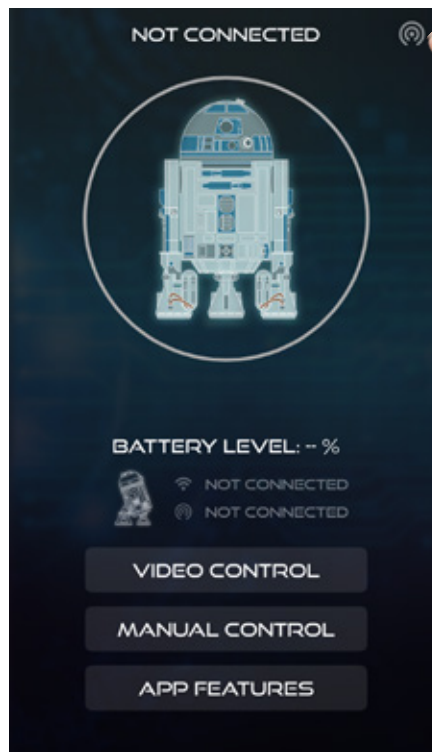 NOT CONNECTED
BATTERY LEVEL: -- %
NOT CONNECTED
NOT CONNECTED
VIDEO CONTROL
MANUAL CONTROL
APP FEATURES